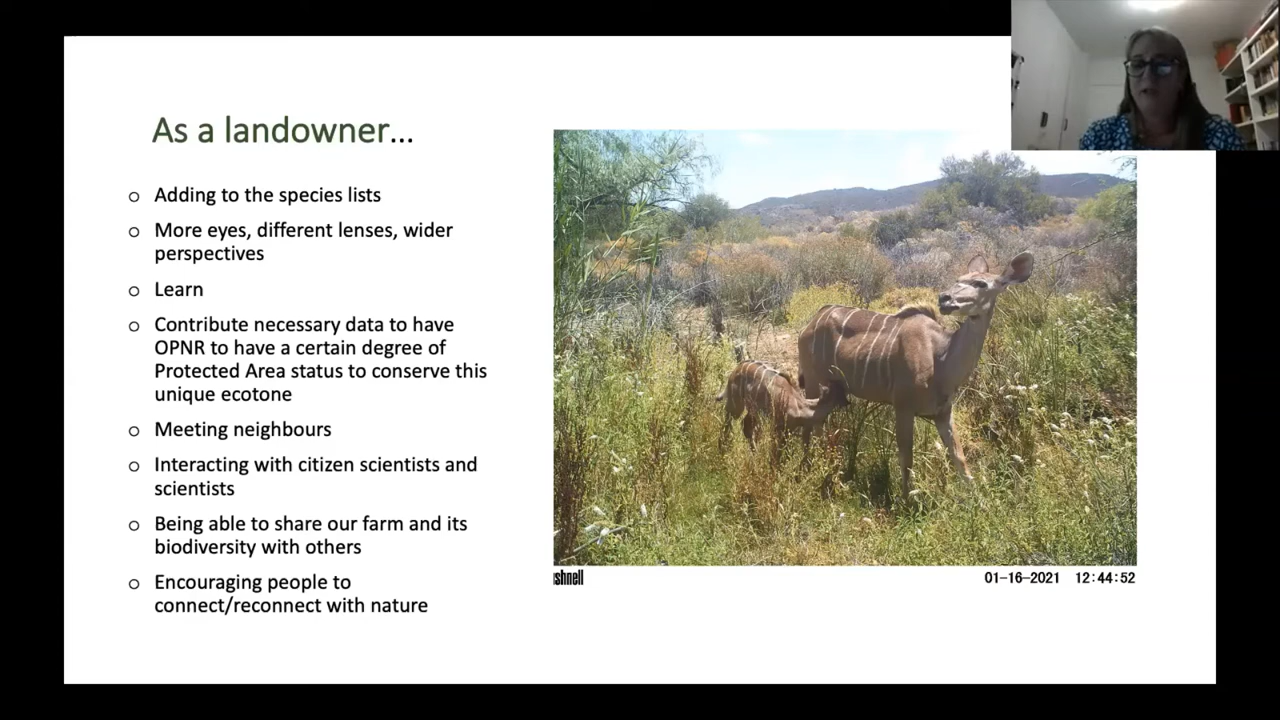 As a landowner...
o Adding to the species lists
o More eyes, different lenses, wider
perspectives
o Learn
o Contribute necessary data to have
OPNR to have a certain degree of
Protected Area status to conserve this
unique ecotone
o Meeting neighbours
o Interacting with citizen scientists and
scientists
o Being able to share our farm and its
biodiversity with others
o Encouraging people to
connect/reconnect with nature
shnell
01-16-2021 12:44:52